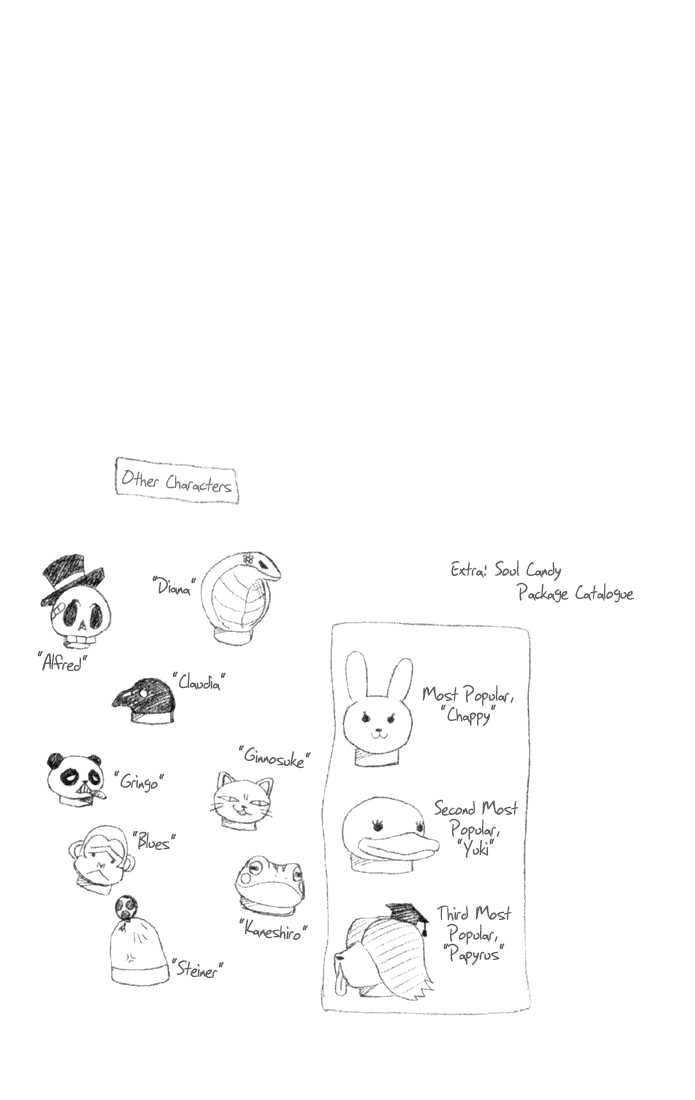 Other Characters
"Alfred"
"Diana"
"Claudia"
"Gringo"
"Ginnosuke"
"Blues"
"Kaneshiro"
"Steiner"
Extra! Soul Candy
Package Catalogue
Most Popular,
"Chappy"
Second Most
Popular,
"Yuki"
Third Most
Popular,
"Papyrus"